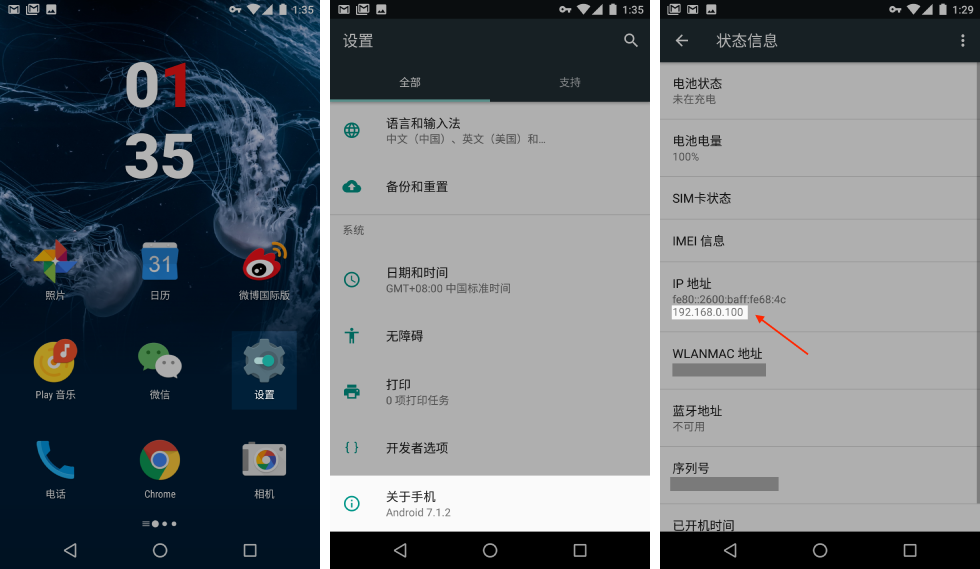 1:35
01
35
31
照片
日历
微博国际版
Play 音乐
微信
设置
电话
Chrome
相机
1:35
设置
全部
支持
语言和输入法
中文（中国）、英文（美国）和...
备份和重置
系统
日期和时间
GMT+08:00 中国标准时间
无障碍
打印
0 项打印任务
{ }
开发者选项
关于手机
Android 7.1.2
1:29
状态信息
电池状态
未在充电
电池电量
100%
SIM卡状态
IMEI 信息
IP 地址
fe80::2600:baff:fe68:4c
192.168.0.100
WLANMAC 地址
蓝牙地址
不可用
序列号
已开机时间